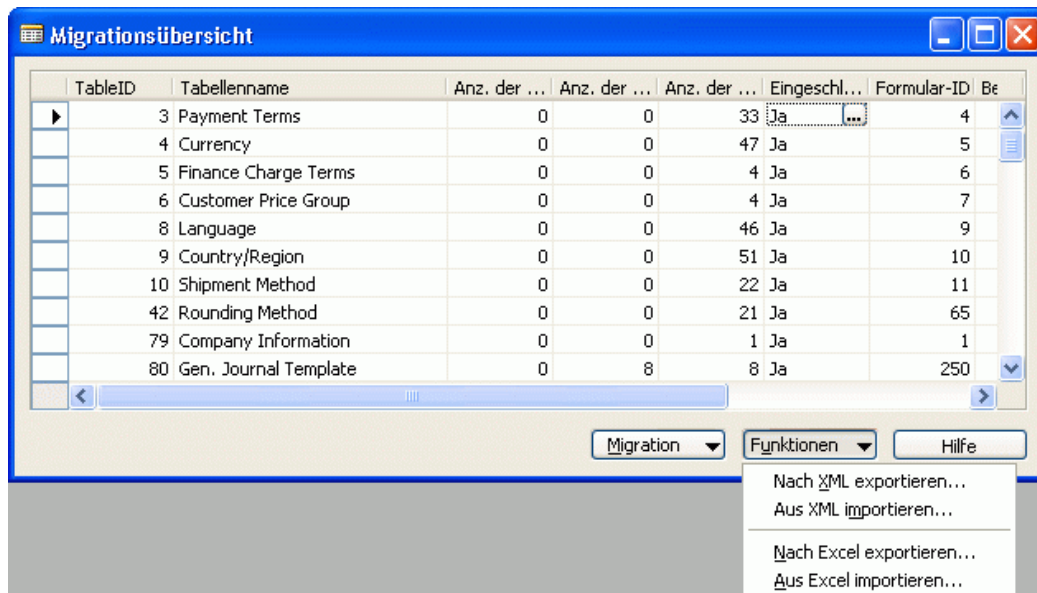 Migrationsübersicht
TableID Tabellenname Anz. der ... Anz. der ... Anz. der ... Eingeschl... Formular-ID Be
3 Payment Terms 0 0 33 Ja ... 4
4 Currency 0 0 47 Ja 5
5 Finance Charge Terms 0 0 4 Ja 6
6 Customer Price Group 0 0 4 Ja 7
8 Language 0 0 46 Ja 9
9 Country/Region 0 0 51 Ja 10
10 Shipment Method 0 0 22 Ja 11
42 Rounding Method 0 0 21 Ja 65
79 Company Information 0 0 1 Ja 1
80 Gen. Journal Template 0 8 8 Ja 250
Migration Funktionen Hilfe
Nach XML exportieren...
Aus XML importieren...
Nach Excel exportieren...
Aus Excel importieren...